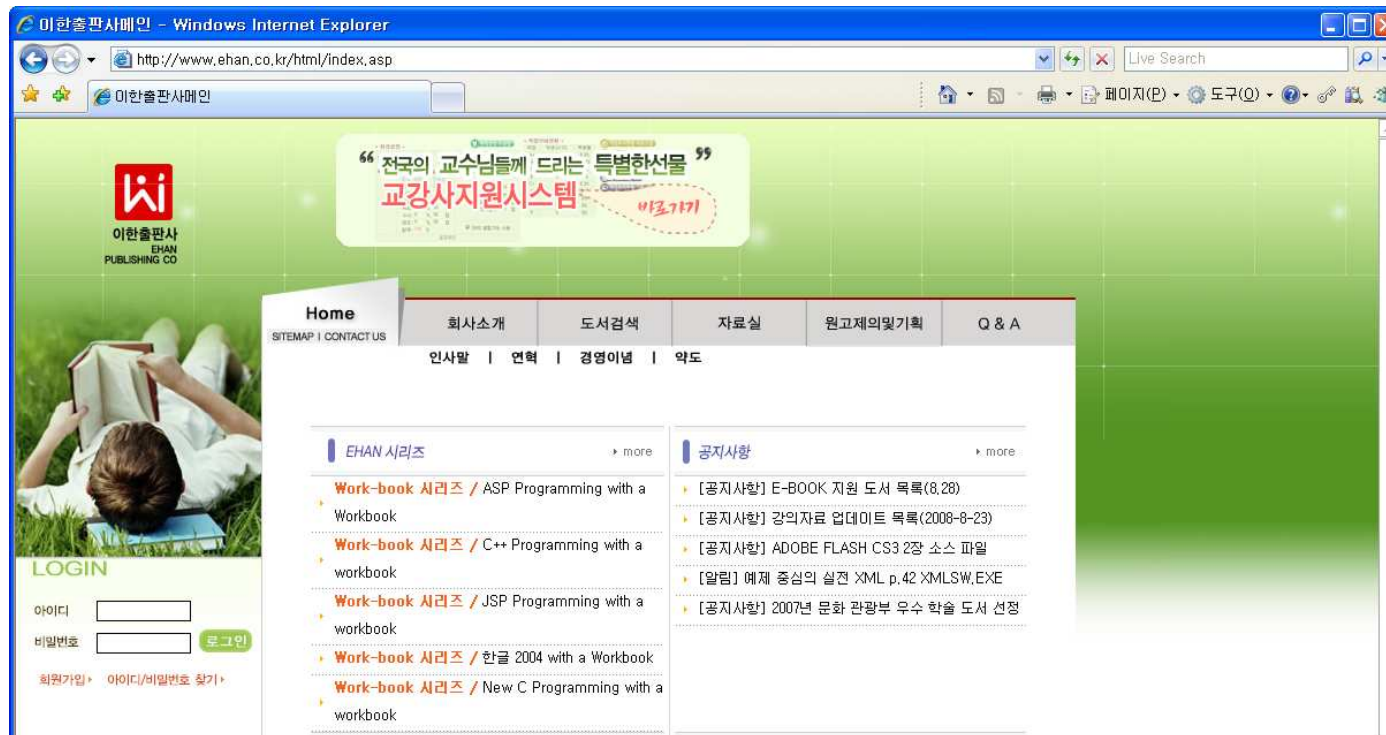 이한출판사메인 - Windows Internet Explorer
http://www.ehan.co.kr/html/index.asp
Live Search
이한출판사메인
페이지(P)
도구(O)
“ 전국의 교수님들께 드리는 특별한선물 ”
교강사지원시스템
바로가기
이한출판사
EHAN
PUBLISHING CO
Home
SITEMAP | CONTACT US
회사소개
도서검색
자료실
원고제의및기획
Q & A
인사말 | 연혁 | 경영이념 | 약도
EHAN 시리즈
more
Work-book 시리즈 / ASP Programming with a
Workbook
Work-book 시리즈 / C++ Programming with a
workbook
Work-book 시리즈 / JSP Programming with a
workbook
Work-book 시리즈 / 한글 2004 with a Workbook
Work-book 시리즈 / New C Programming with a
workbook
공지사항
more
[공지사항] E-BOOK 지원 도서 목록(8.28)
[공지사항] 강의자료 업데이트 목록(2008-8-23)
[공지사항] ADOBE FLASH CS3 2장 소스 파일
[알림] 예제 중심의 실전 XML p.42 XMLSW.EXE
[공지사항] 2007년 문화 관광부 우수 학술 도서 선정
LOGIN
아이디
비밀번호
로그인
회원가입
아이디/비밀번호 찾기